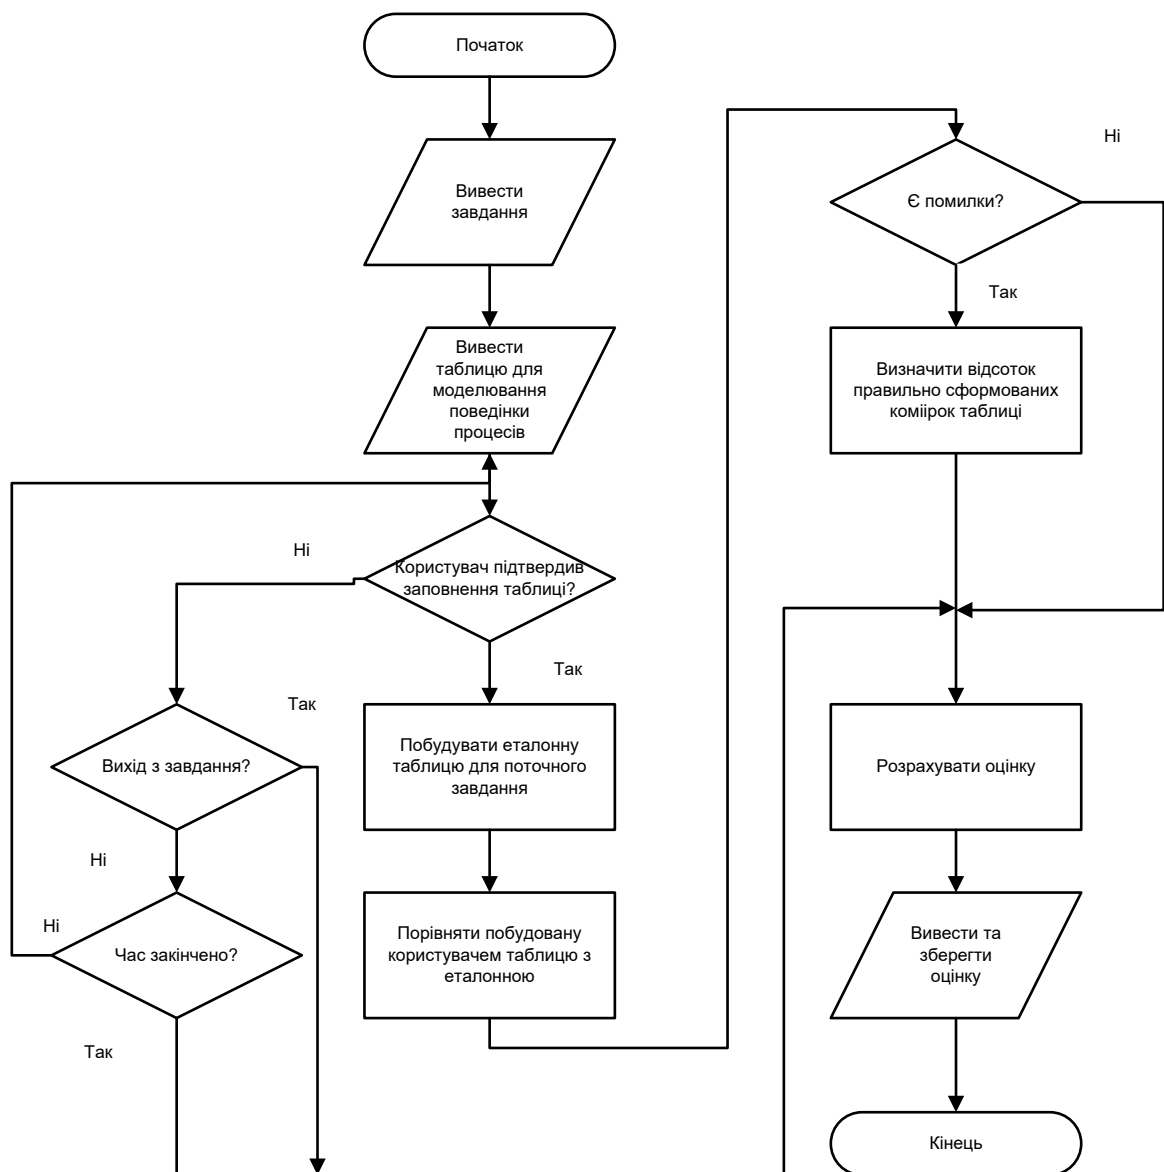 Початок
Вивести
завдання
Вивести
таблицю для
моделювання
поведінки
процесів
Ні
Користувач підтвердив
заповнення таблиці?
Так
Так
Вихід з завдання?
Побудувати еталонну
таблицю для поточного
завдання
Ні
Ні
Час закінчено?
Порівняти побудовану
користувачем таблицю з
еталонною
Так
Ні
Є помилки?
Так
Визначити відсоток
правильно сформованих
коміірок таблиці
Розрахувати оцінку
Вивести та
зберегти
оцінку
Кінець